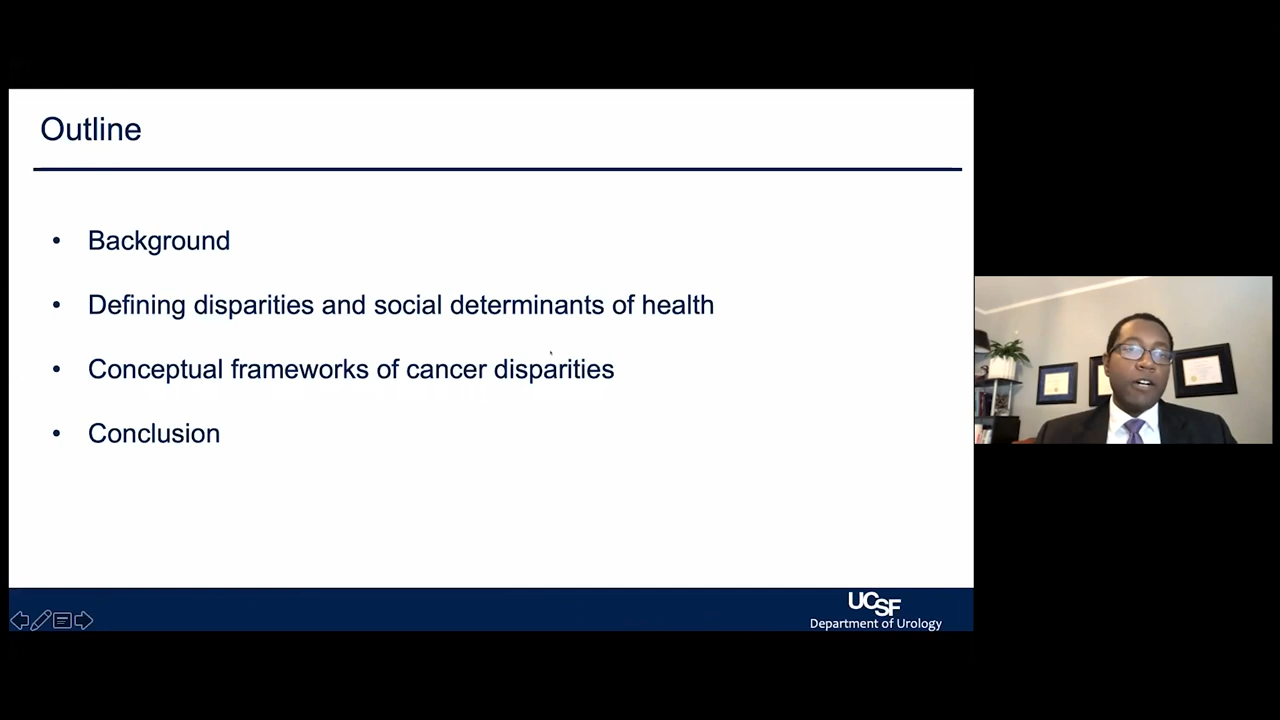 Outline
• Background
• Defining disparities and social determinants of health
• Conceptual frameworks of cancer disparities
• Conclusion
UCSF
Department of Urology